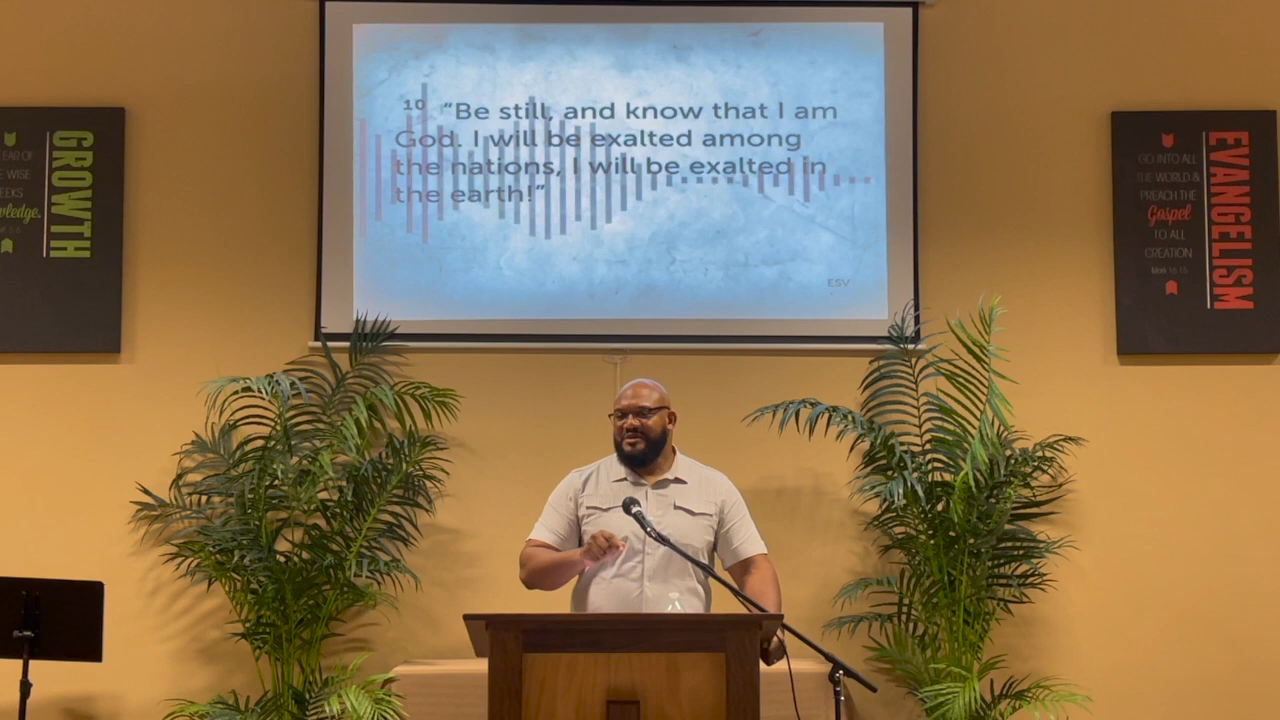 10 “Be still, and know that I am
God. I will be exalted among
the nations, I will be exalted in
the earth!”
ESV
GROWTH
EAR OF
WISE
EEKS
wledge.
EVANGELISM
GO INTO ALL
THE WORLD &
PREACH THE
Gospel
TO ALL
CREATION
Mark 16:15